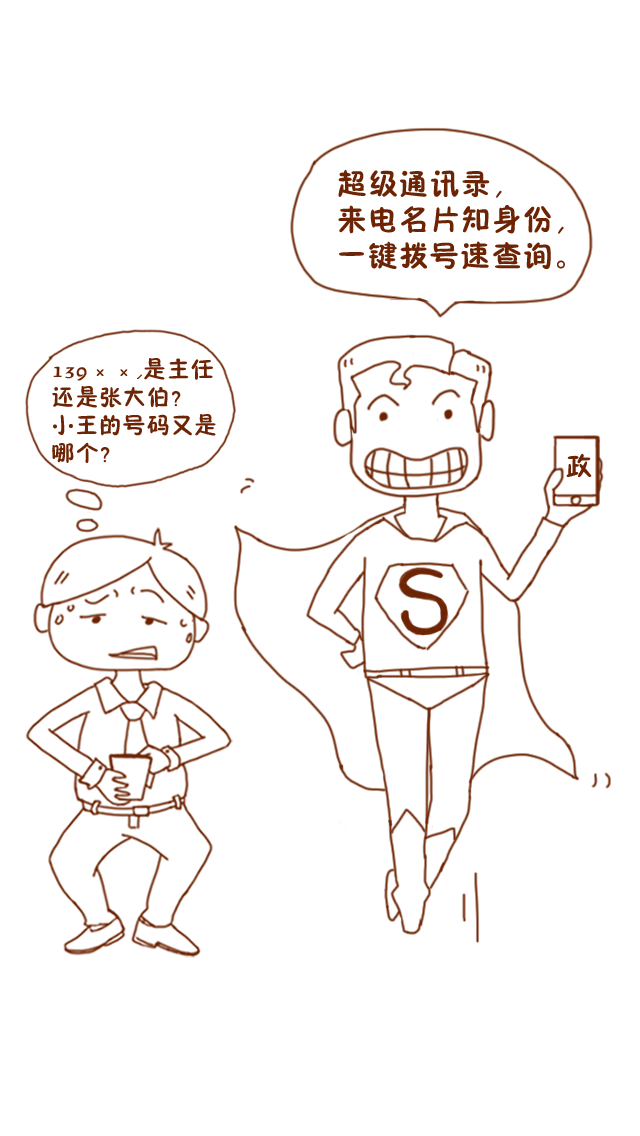 超级通讯录,
来电名片知身份,
一键拨号速查询。
139××,是主任
还是张大伯?
小王的号码又是
哪个?
政
S